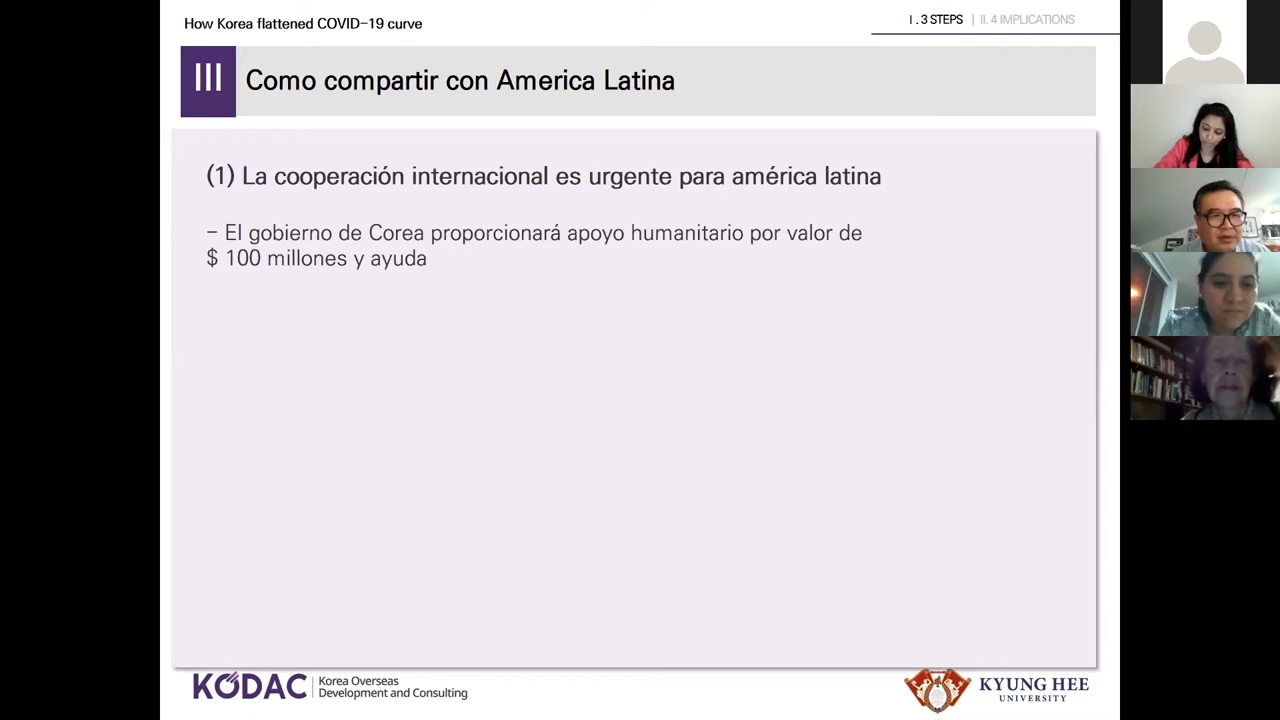 How Korea flattened COVID-19 curve
I. 3 STEPS | II. 4 IMPLICATIONS
III Como compartir con America Latina
(1) La cooperación internacional es urgente para américa latina
- El gobierno de Corea proporcionará apoyo humanitario por valor de
$ 100 millones y ayuda
KODAC
Korea Overseas
Development and Consulting
KYUNG HEE
UNIVERSITY